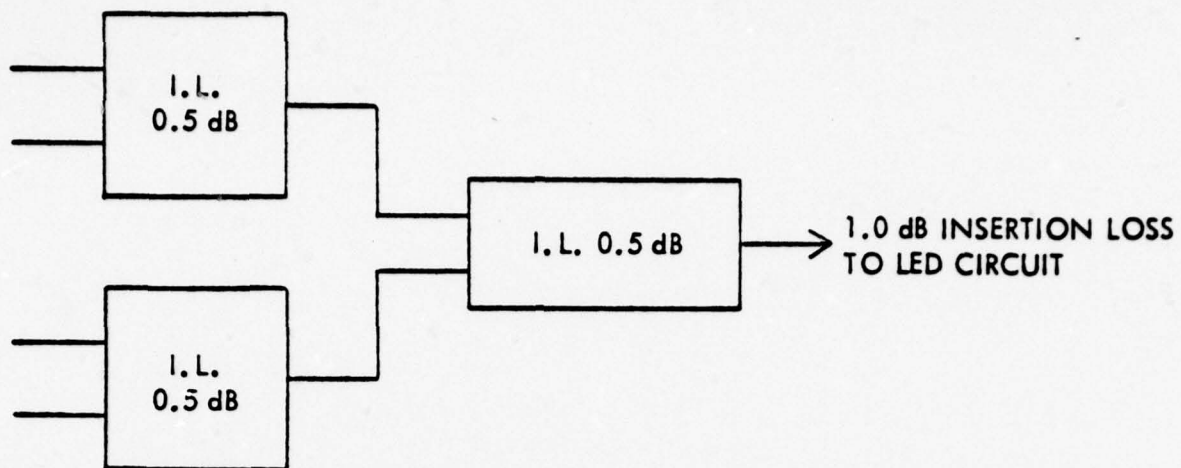 I.L.
0.5 dB
I.L. 0.5 dB
1.0 dB INSERTION LOSS
TO LED CIRCUIT
I.L.
0.5 dB